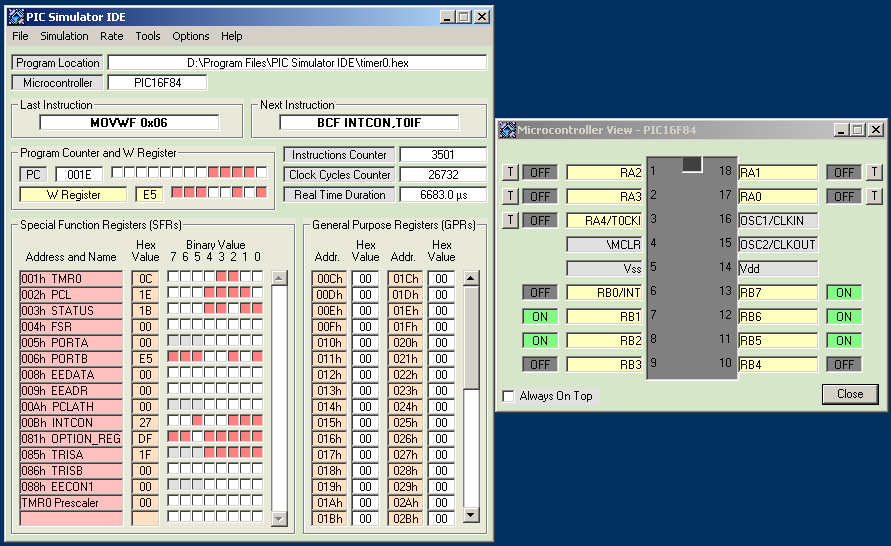 PIC Simulator IDE
File Simulation Rate Tools Options Help
Program Location D:\Program Files\PIC Simulator IDE\timer0.hex
Microcontroller PIC16F84
Last Instruction
MOVWF 0x06
Next Instruction
BCF INTCON,T0IF
Program Counter and W Register
PC 001E
W Register E5
Instructions Counter 3501
Clock Cycles Counter 26732
Real Time Duration 6683.0 µs
Special Function Registers (SFRs)
Address and Name Hex Value Binary Value
7 6 5 4 3 2 1 0
001h TMR0 0C
002h PCL 1E
003h STATUS 1B
004h FSR 00
005h PORTA 00
006h PORTB E5
008h EEDATA 00
009h EEADR 00
00Ah PCLATH 00
00Bh INTCON 27
081h OPTION_REG DF
085h TRISA 1F
086h TRISB 00
088h EECON1 00
TMR0 Prescaler 00
General Purpose Registers (GPRs)
Addr. Hex Value Addr. Hex Value
00Ch 00 01Ch 00
00Dh 00 01Dh 00
00Eh 00 01Eh 00
00Fh 00 01Fh 00
010h 00 020h 00
011h 00 021h 00
012h 00 022h 00
013h 00 023h 00
014h 00 024h 00
015h 00 025h 00
016h 00 026h 00
017h 00 027h 00
018h 00 028h 00
019h 00 029h 00
01Ah 00 02Ah 00
01Bh 00 02Bh 00
Microcontroller View - PIC16F84
T OFF RA2 1 18 RA1 OFF T
T OFF RA3 2 17 RA0 OFF T
T OFF RA4/T0CKI 3 16 OSC1/CLKIN
\MCLR 4 15 OSC2/CLKOUT
Vss 5 14 Vdd
OFF RB0/INT 6 13 RB7 ON
ON RB1 7 12 RB6 ON
ON RB2 8 11 RB5 ON
OFF RB3 9 10 RB4 OFF
Always On Top
Close